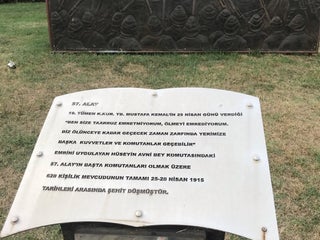 57. ALAY
19. TÜMEN K.KUR. YB. MUSTAFA KEMAL'İN 25 NİSAN GÜNÜ VERDİĞİ
"BEN SİZE TAARRUZ EMRETMİYORUM, ÖLMEYİ EMREDİYORUM.
BİZ ÖLÜNCEYE KADAR GEÇECEK ZAMAN ZARFINDA YERİMİZE
BAŞKA KUVVETLER VE KOMUTANLAR GEÇEBİLİR"
EMRİNİ UYGULAYAN HÜSEYİN AVNİ BEY KOMUTASINDAKİ
57. ALAY'IN BAŞTA KOMUTANLARI OLMAK ÜZERE
628 KİŞİLİK MEVCUDUNUN TAMAMI 25-28 NİSAN 1915
TARİHLERİ ARASINDA ŞEHİT DÜŞMÜŞTÜR.